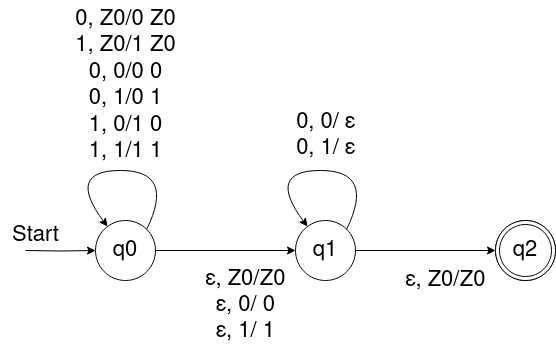 0, Z0/0 Z0
1, Z0/1 Z0
0, 0/0 0
0, 1/0 1
1, 0/1 0
1, 1/1 1
0, 0/ ε
0, 1/ ε
Start
q0
q1
q2
ε, Z0/Z0
ε, 0/ 0
ε, 1/ 1
ε, Z0/Z0